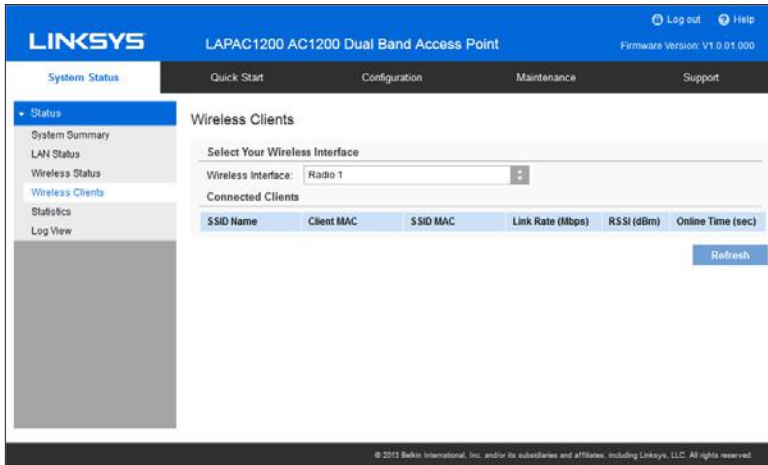 Log out Help
LINKSYS LAPAC1200 AC1200 Dual Band Access Point Firmware Version: V1.0.01.000
System Status Quick Start Configuration Maintenance Support
Status
System Summary
LAN Status
Wireless Status
Wireless Clients
Statistics
Log View
Wireless Clients
Select Your Wireless Interface
Wireless Interface: Radio 1
Connected Clients
SSID Name Client MAC SSID MAC Link Rate (Mbps) RSSI (dBm) Online Time (sec)
Refresh
© 2013 Belkin International, Inc. and/or its subsidiaries and affiliates, including Linksys, LLC. All rights reserved.